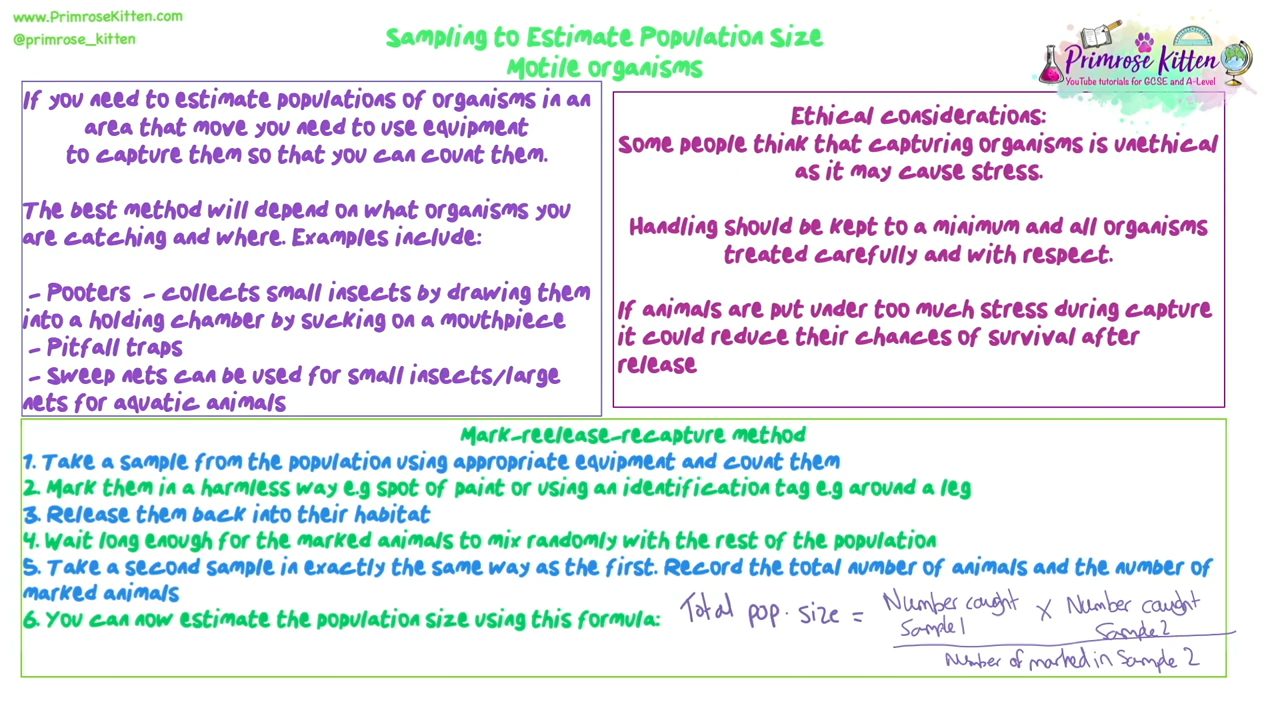 www.PrimroseKitten.com
@primrose_kitten
Sampling to Estimate Population Size
Motile Organisms
Primrose Kitten
YouTube tutorials for GCSE and A-Level
If you need to estimate populations of organisms in an
area that move you need to use equipment
to capture them so that you can count them.
The best method will depend on what organisms you
are catching and where. Examples include:
- Pooters - collects small insects by drawing them
into a holding chamber by sucking on a mouthpiece
- Pitfall traps
- Sweep nets can be used for small insects/large
nets for aquatic animals
Ethical considerations:
Some people think that capturing organisms is unethical
as it may cause stress.
Handling should be kept to a minimum and all organisms
treated carefully and with respect.
If animals are put under too much stress during capture
it could reduce their chances of survival after
release
Mark-reelease-recapture method
1. Take a sample from the population using appropriate equipment and count them
2. Mark them in a harmless way e.g spot of paint or using an identification tag e.g around a leg
3. Release them back into their habitat
4. Wait long enough for the marked animals to mix randomly with the rest of the population
5. Take a second sample in exactly the same way as the first. Record the total number of animals and the number of
marked animals
6. You can now estimate the population size using this formula:
Total pop. size = Number caught Sample 1 x Number caught Sample 2
Number of marked in Sample 2